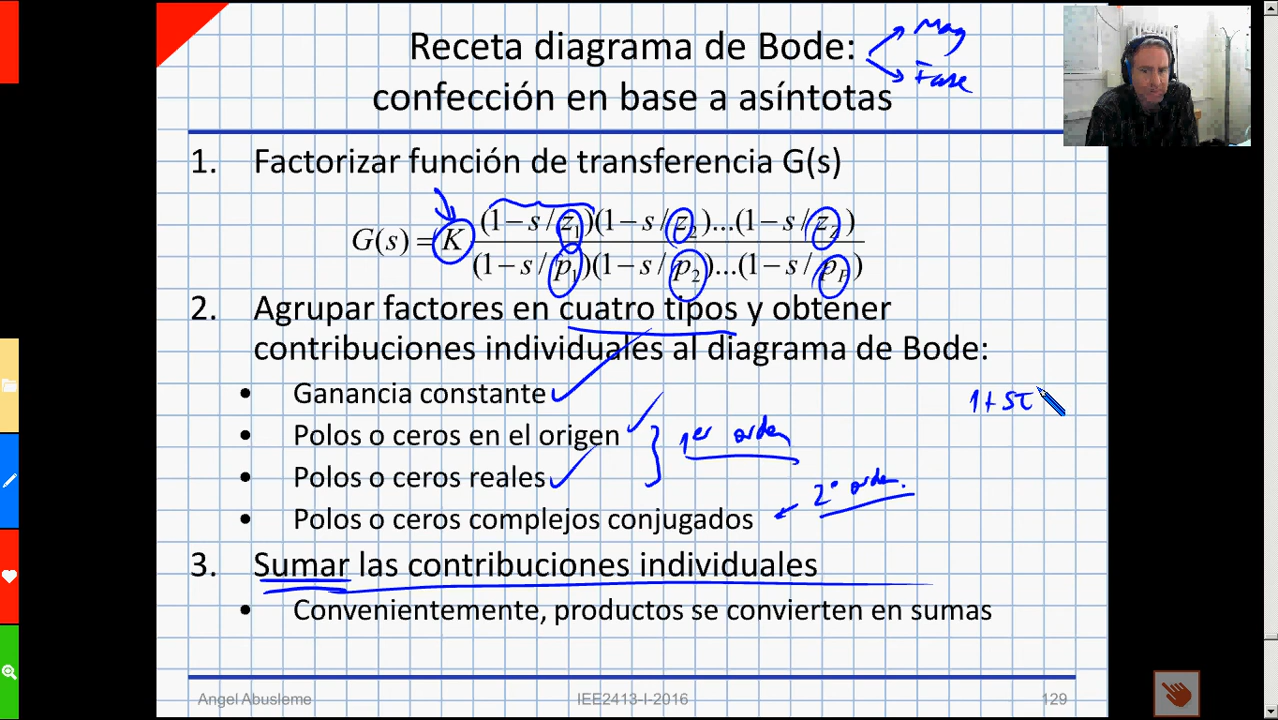 Receta diagrama de Bode:
Mag
Fase
confección en base a asíntotas
1. Factorizar función de transferencia G(s)
G(s) = K (1−s/z₁)(1−s/z₂)...(1−s/z_Z) / (1−s/p₁)(1−s/p₂)...(1−s/p_P)
2. Agrupar factores en cuatro tipos y obtener
contribuciones individuales al diagrama de Bode:
• Ganancia constante
1+sτ
• Polos o ceros en el origen
1er orden
• Polos o ceros reales
2° orden.
• Polos o ceros complejos conjugados
3. Sumar las contribuciones individuales
• Convenientemente, productos se convierten en sumas
Angel Abusleme IEE2413-I-2016 129